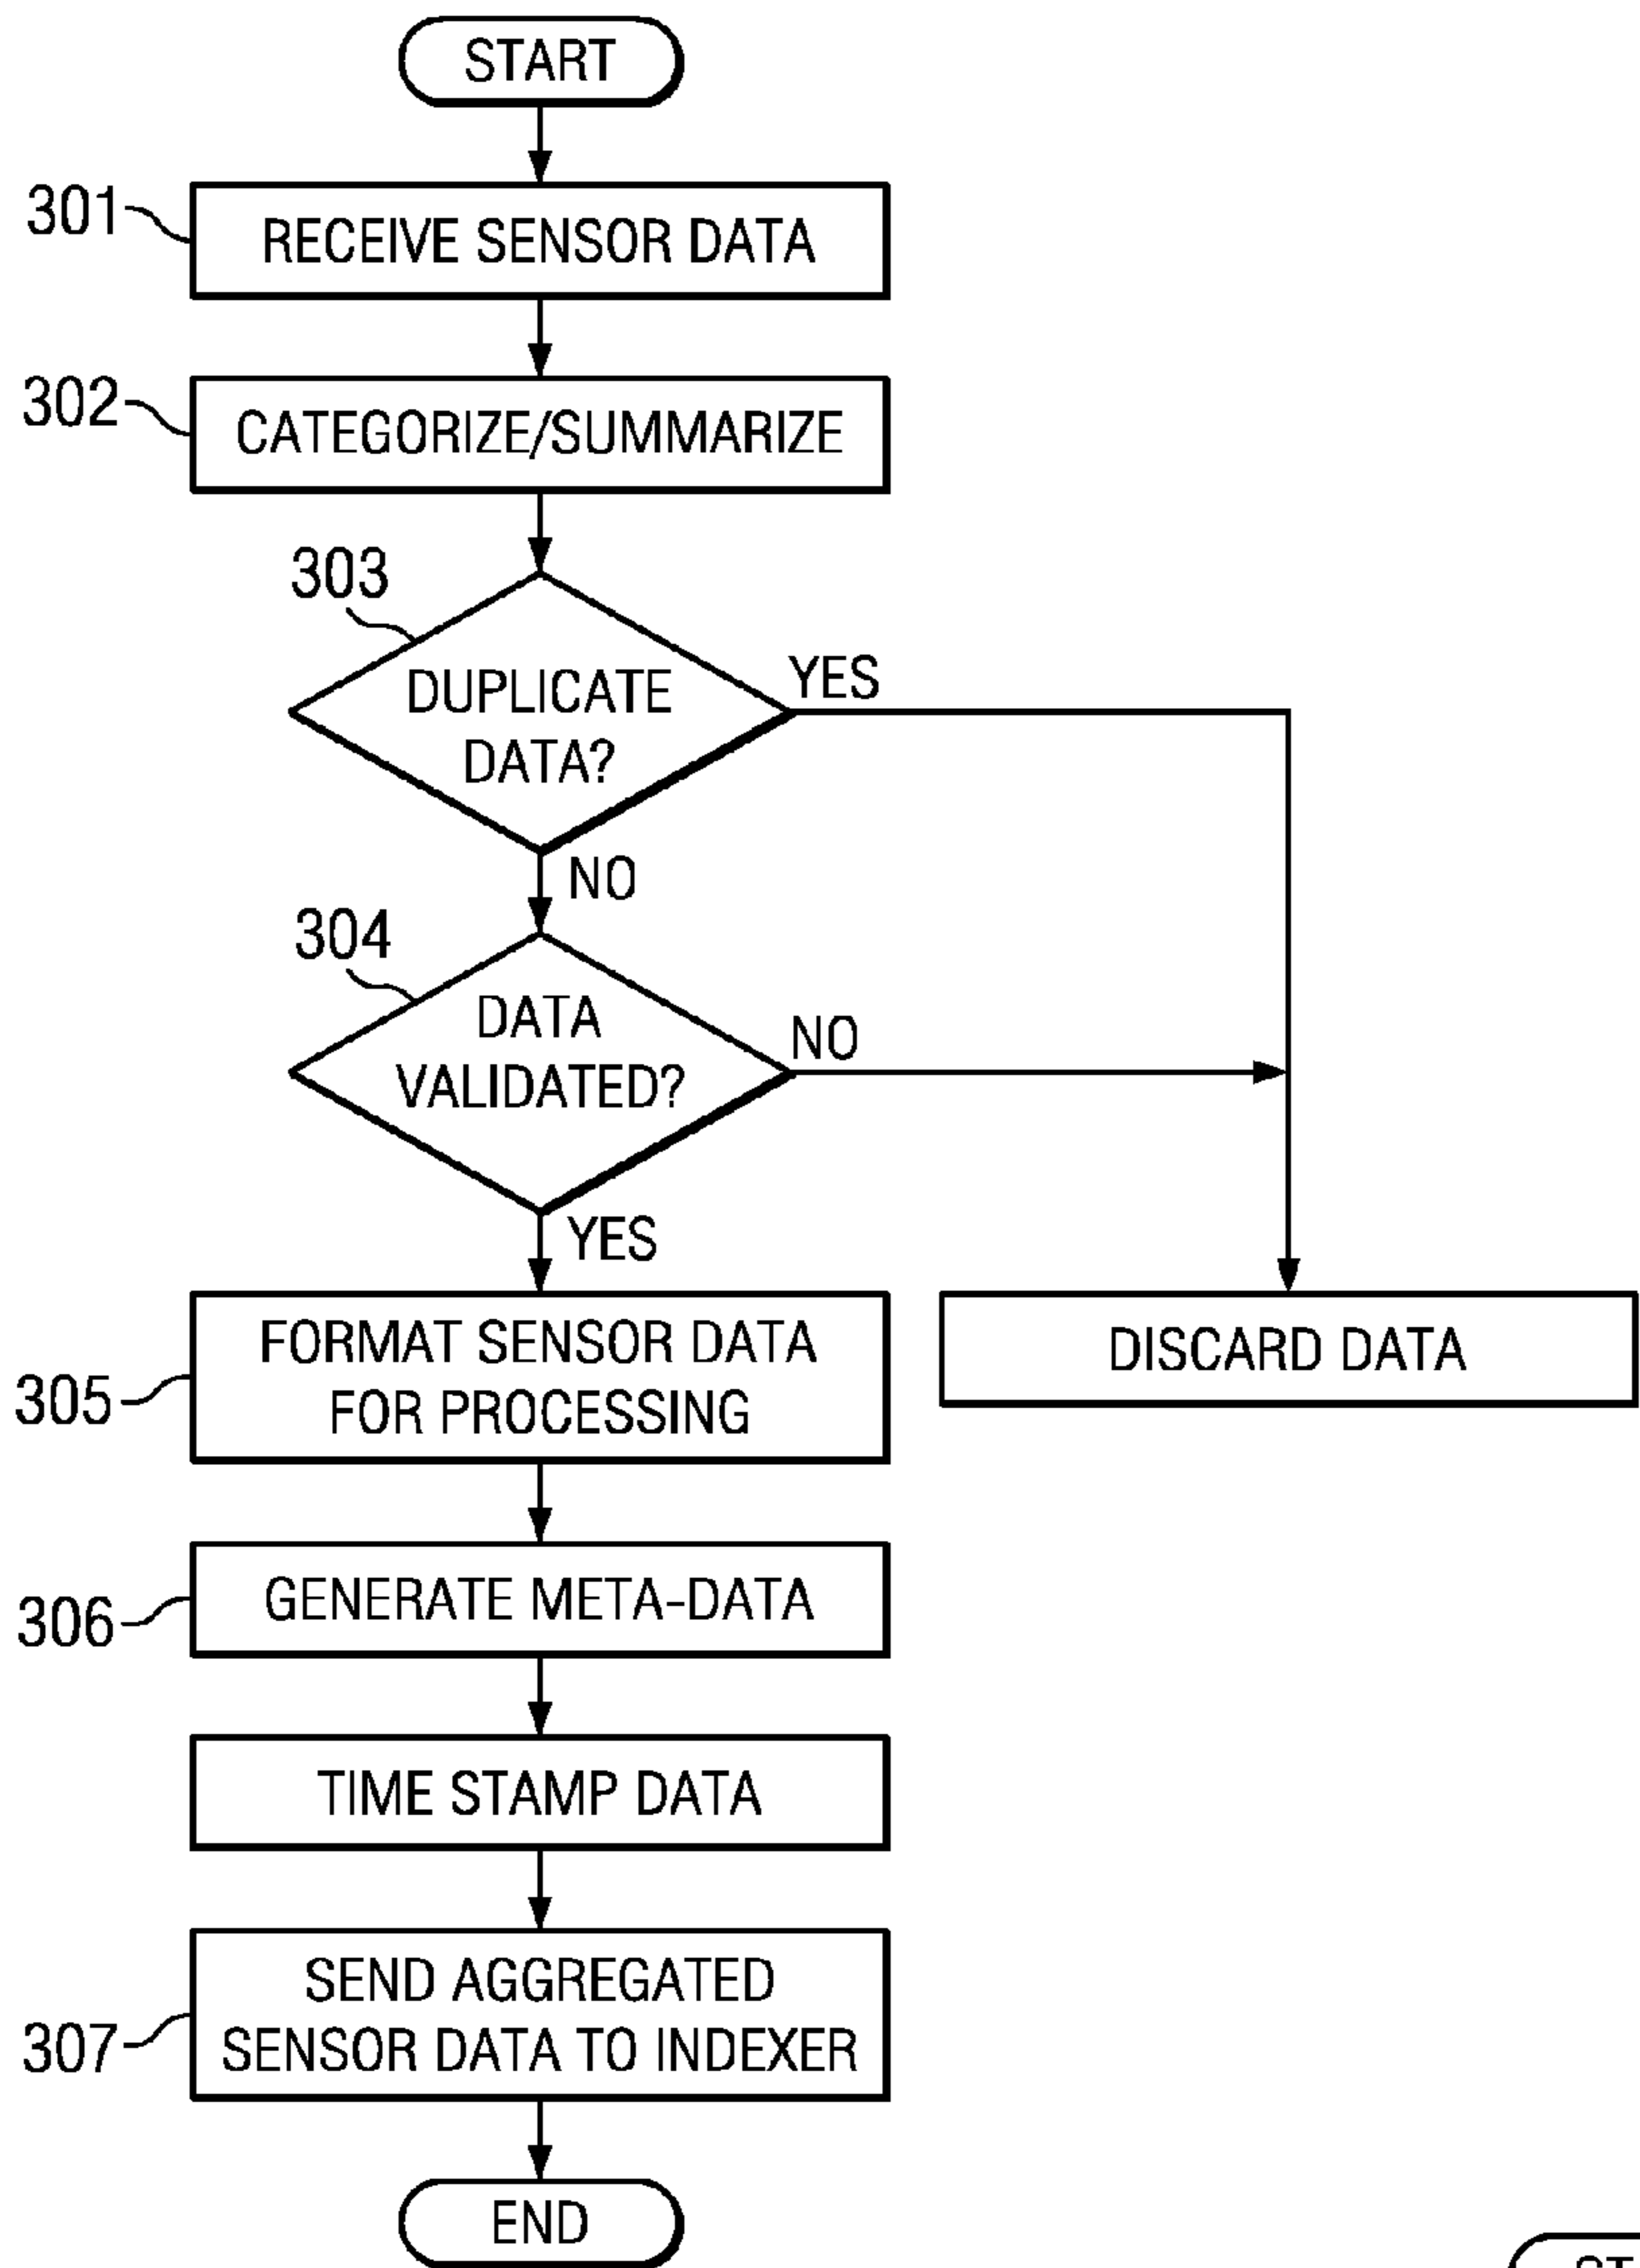 START
301
RECEIVE SENSOR DATA
302
CATEGORIZE/SUMMARIZE
303
DUPLICATE
DATA?
YES
NO
304
DATA
VALIDATED?
NO
YES
305
FORMAT SENSOR DATA
FOR PROCESSING
DISCARD DATA
306
GENERATE META-DATA
TIME STAMP DATA
307
SEND AGGREGATED
SENSOR DATA TO INDEXER
END